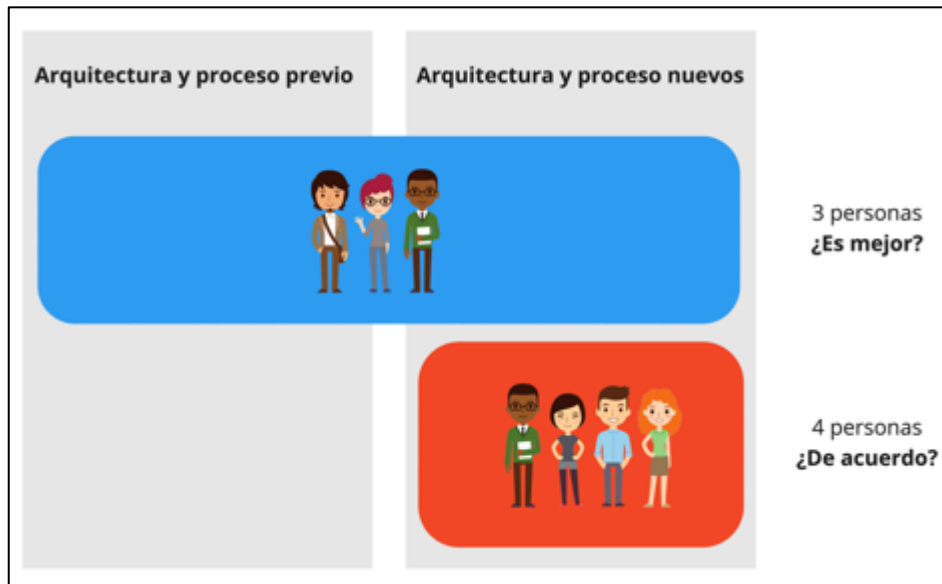 Arquitectura y proceso previo
Arquitectura y proceso nuevos
3 personas
¿Es mejor?
4 personas
¿De acuerdo?